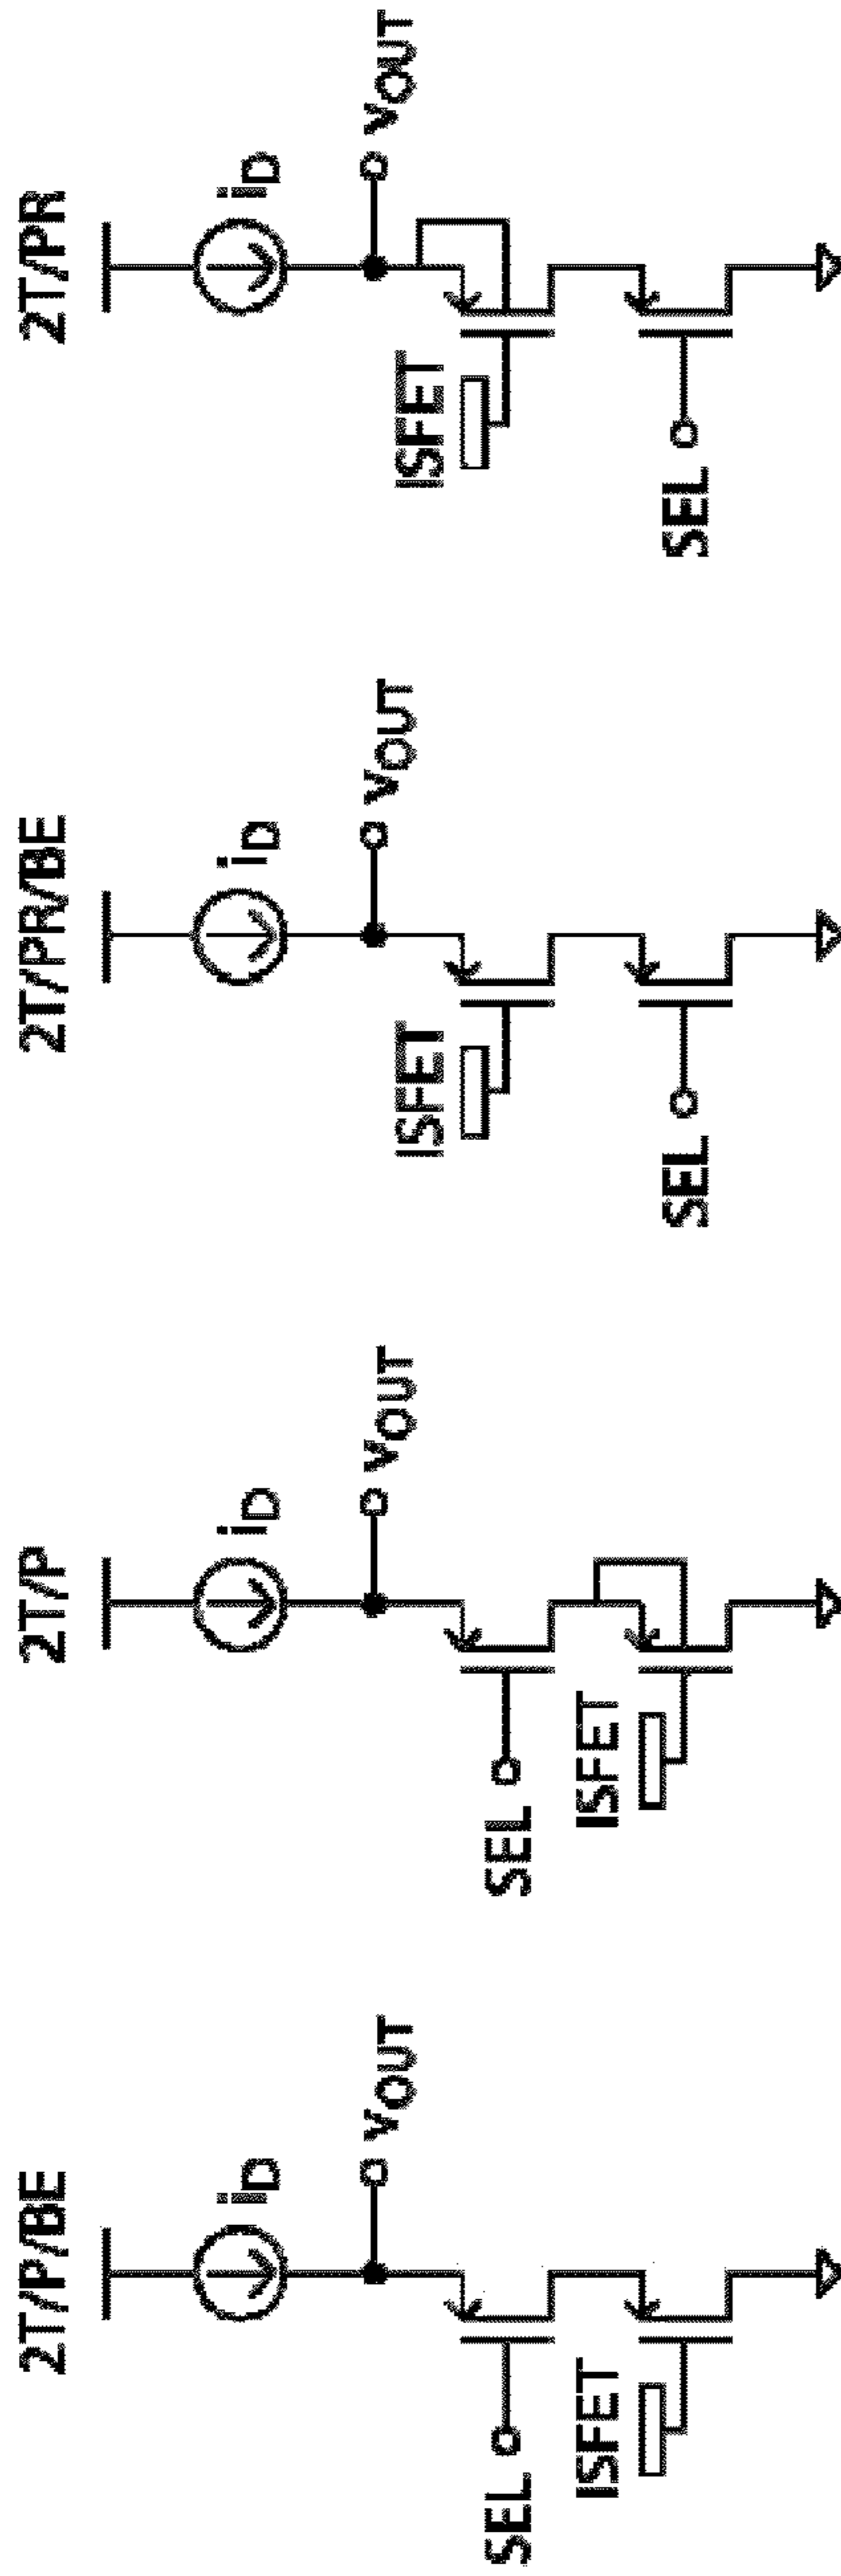 2T/P/BE
iD
VOUT
SEL
ISFET
2T/P
iD
VOUT
SEL
ISFET
2T/PR/BE
iD
VOUT
ISFET
SEL
2T/PR
iD
VOUT
ISFET
SEL